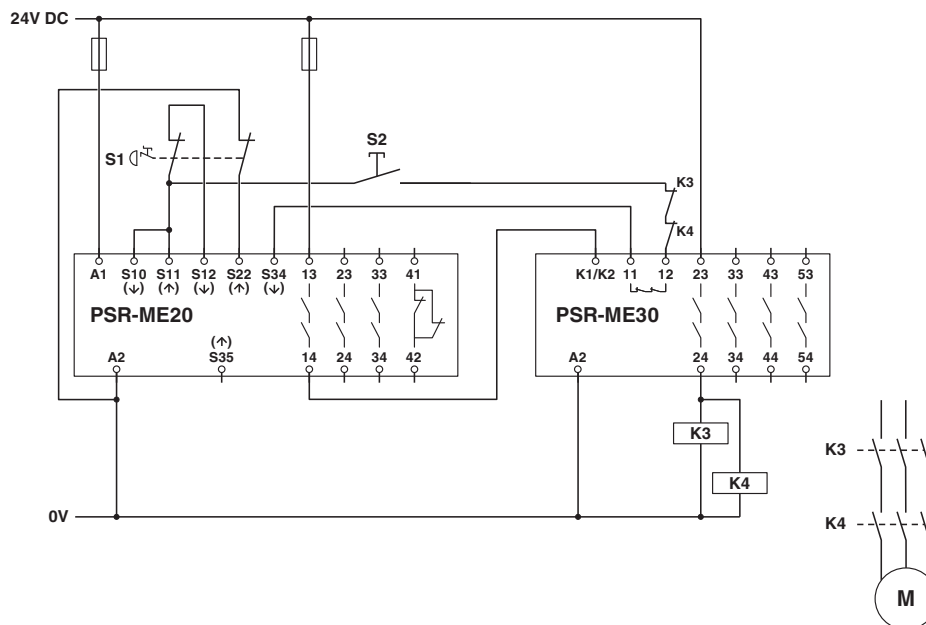 24V DC
S1
S2
K3
K4
A1 S10 S11 S12 S22 S34 13 23 33 41
(↓) (↑) (↓) (↑) (↓)
PSR-ME20
(↑)
A2 S35 14 24 34 42
K1/K2 11 12 23 33 43 53
PSR-ME30
A2 24 34 44 54
K3
K4
0V
K3
K4
M